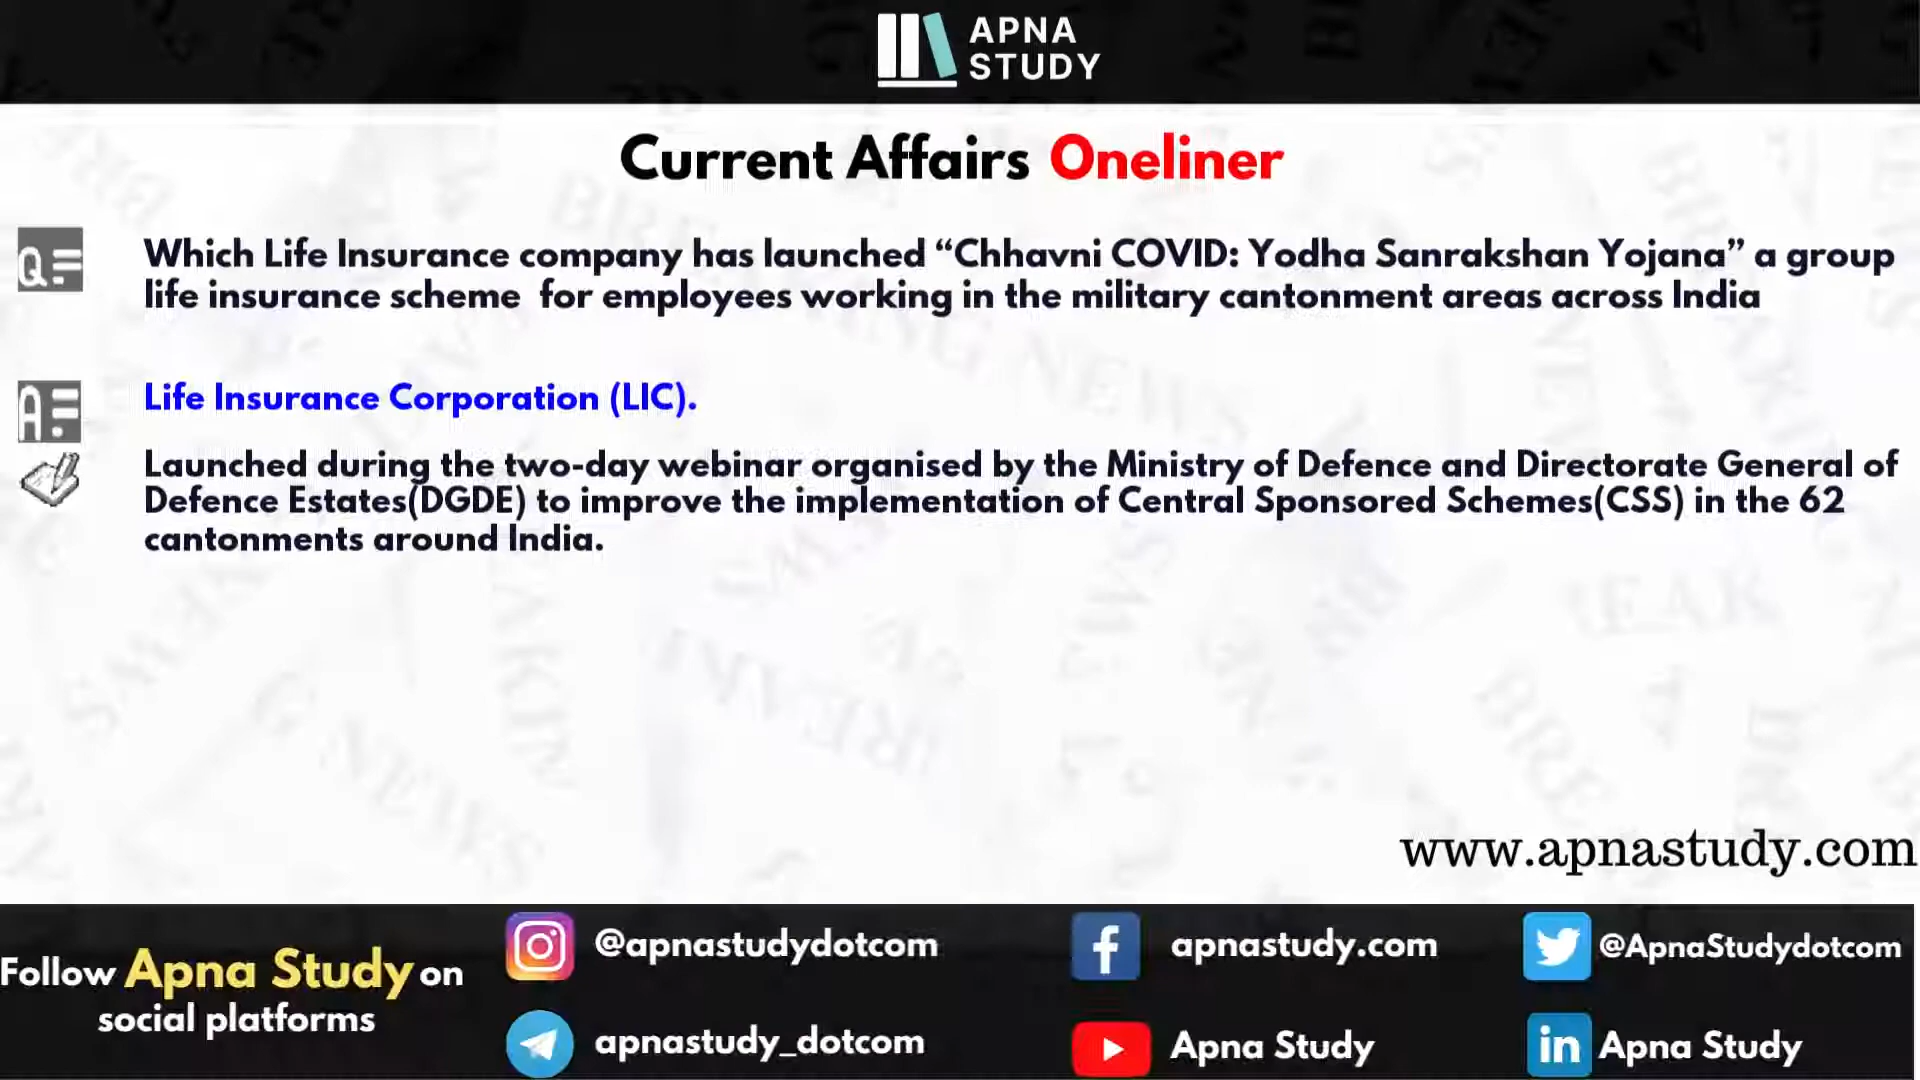 APNA
STUDY
Current Affairs Oneliner
Q
Which Life Insurance company has launched “Chhavni COVID: Yodha Sanrakshan Yojana” a group
life insurance scheme for employees working in the military cantonment areas across India
A
Life Insurance Corporation (LIC).
Launched during the two-day webinar organised by the Ministry of Defence and Directorate General of
Defence Estates(DGDE) to improve the implementation of Central Sponsored Schemes(CSS) in the 62
cantonments around India.
www.apnastudy.com
Follow Apna Study on
social platforms
@apnastudydotcom
apnastudy.com
@ApnaStudydotcom
apnastudy_dotcom
Apna Study
in Apna Study